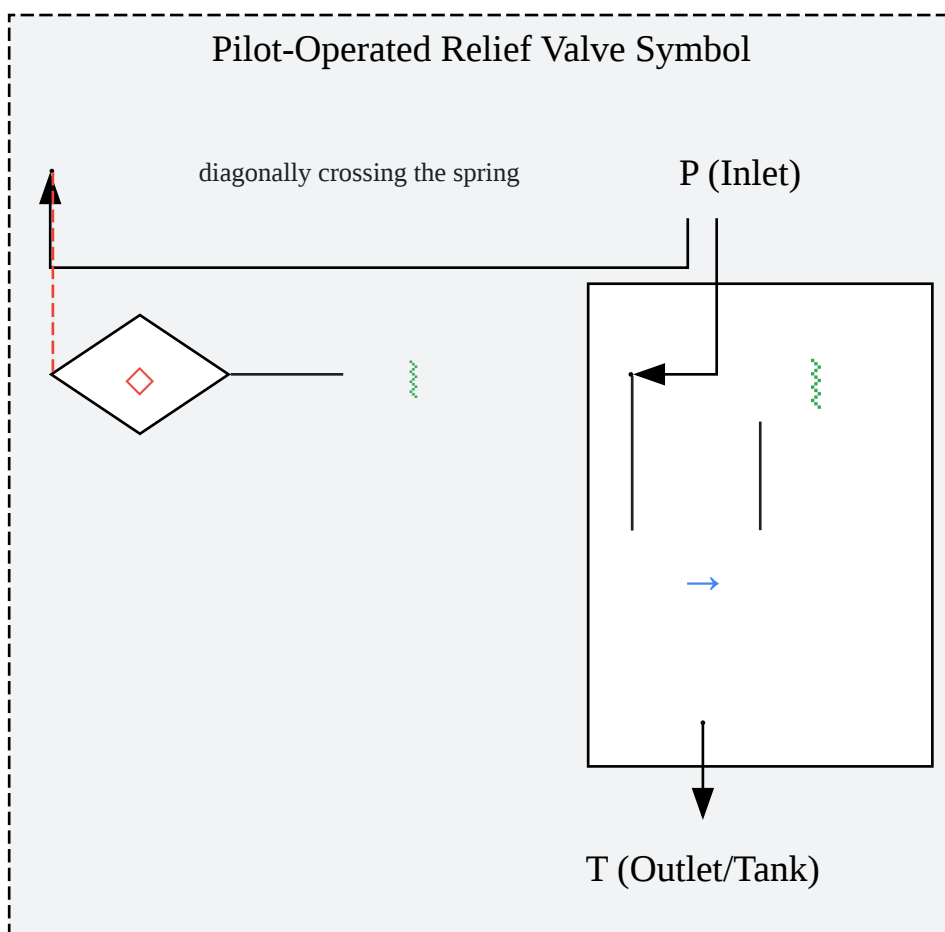 Pilot-Operated Relief Valve Symbol
diagonally crossing the spring
P (Inlet)
T (Outlet/Tank)